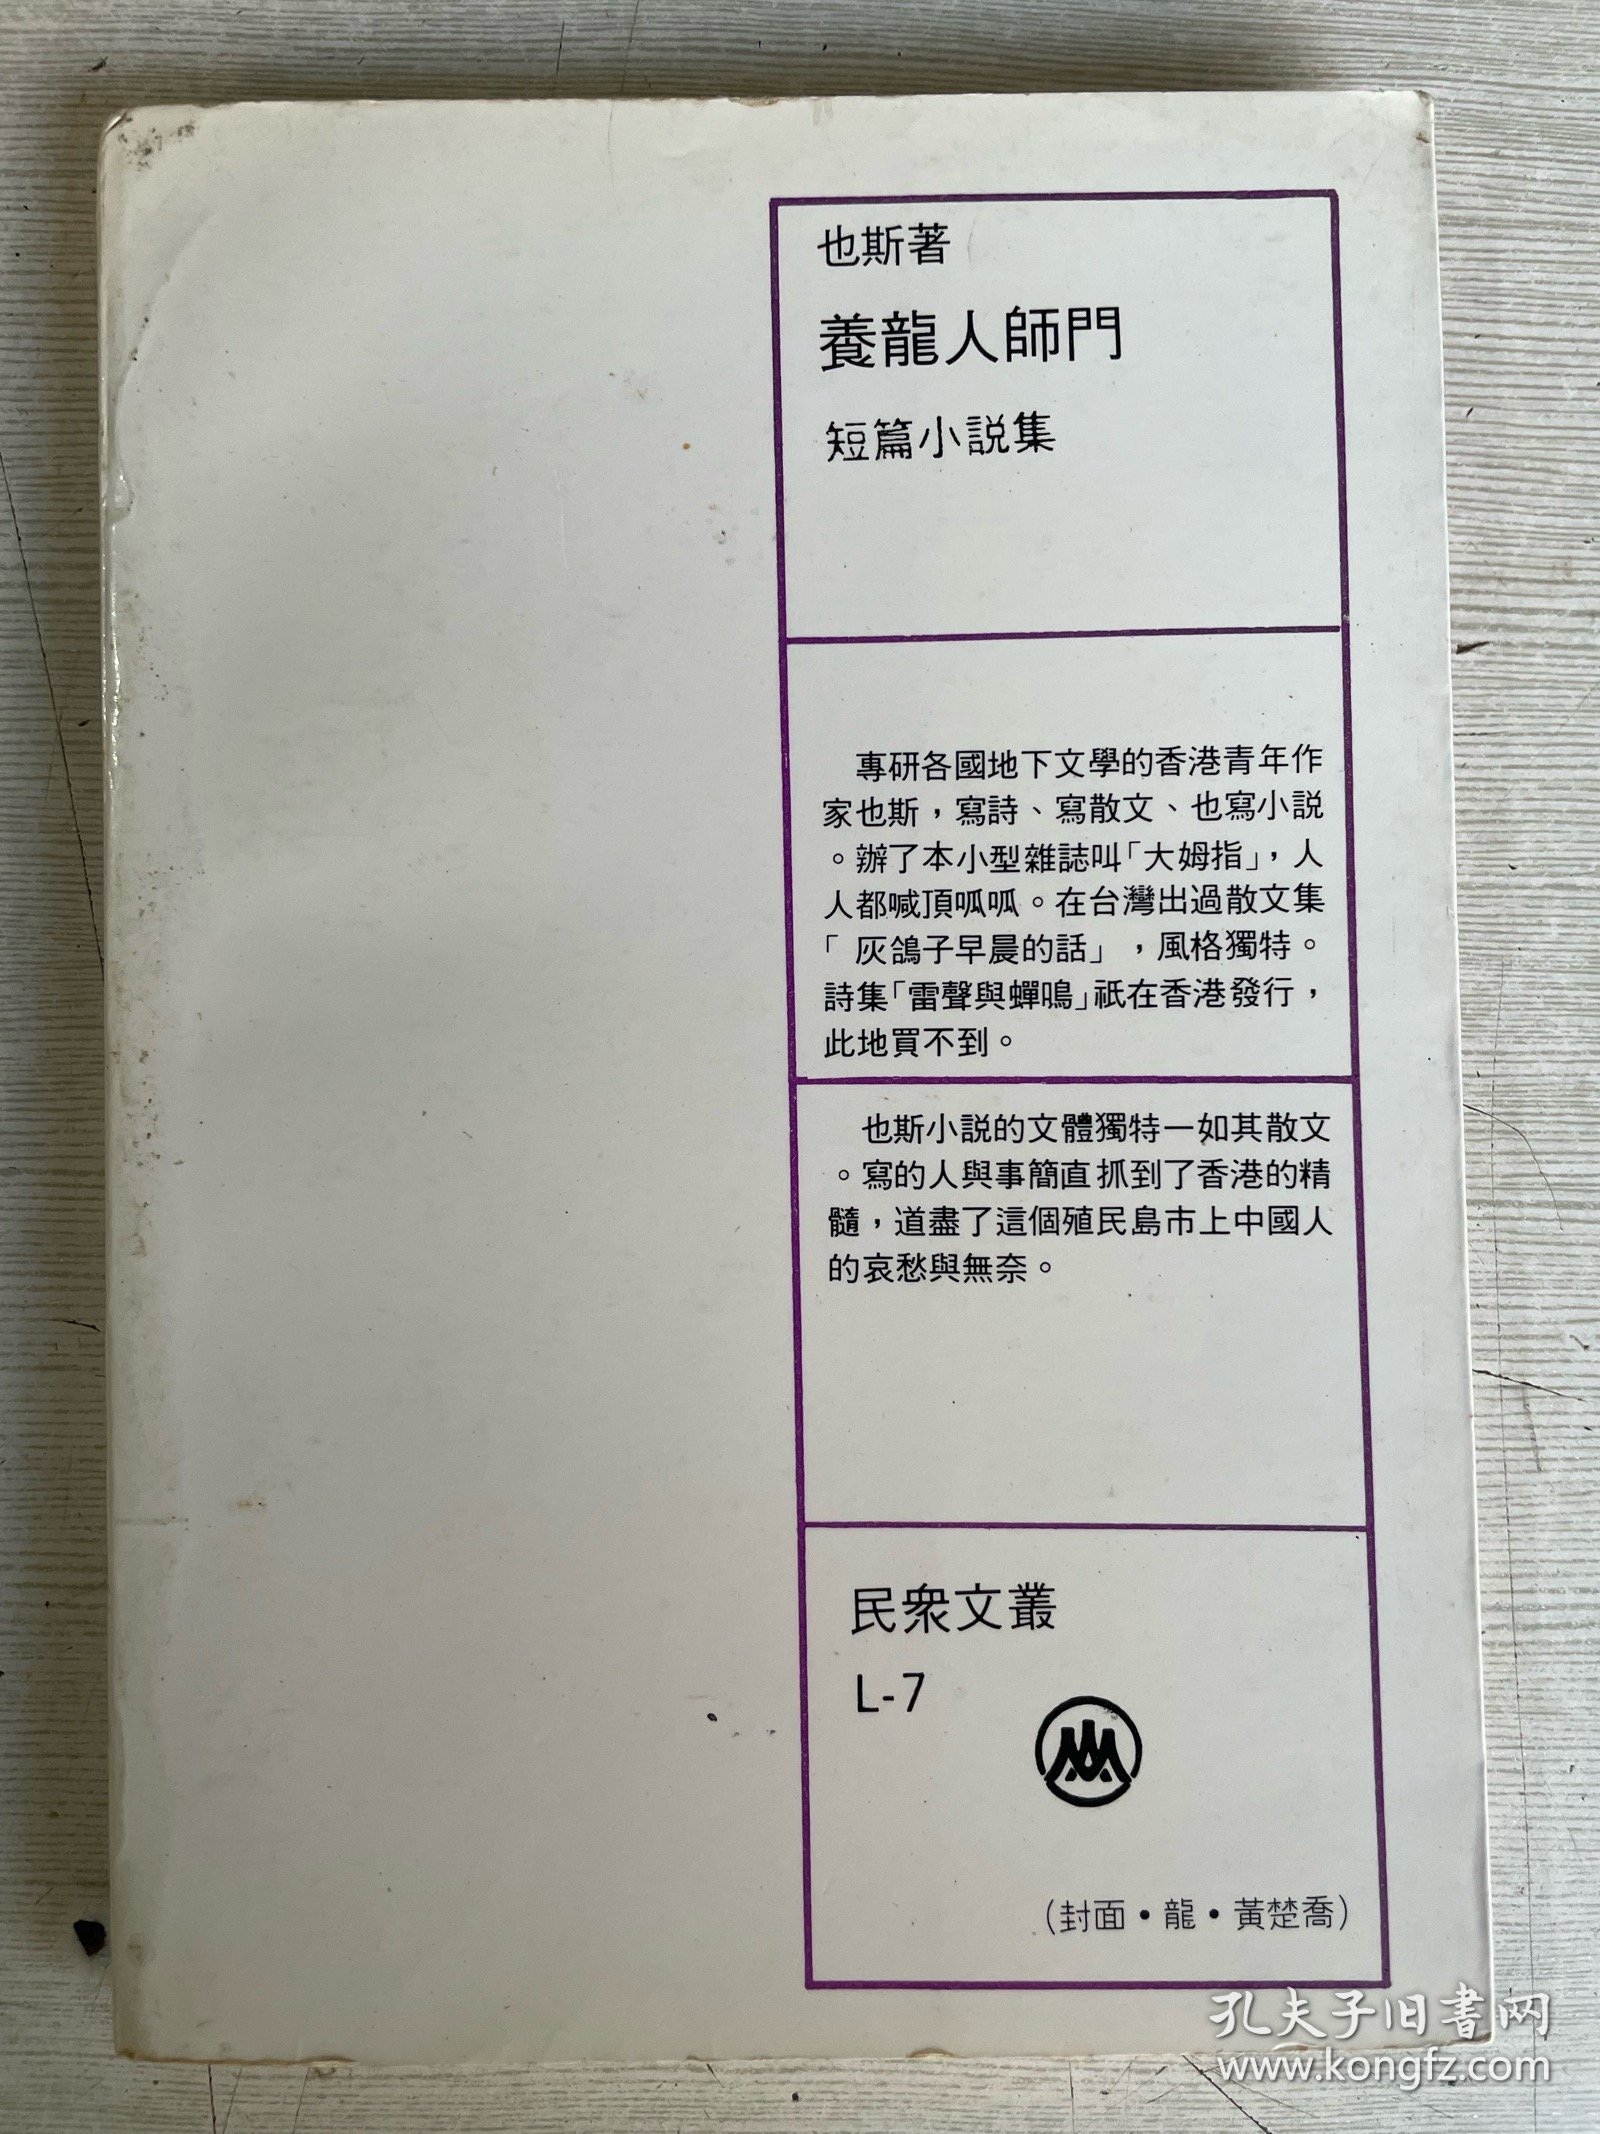 也斯著
養龍人師門
短篇小説集
專研各國地下文學的香港青年作
家也斯，寫詩、寫散文、也寫小説
。辦了本小型雜誌叫「大姆指」，人
人都喊頂呱呱。在台灣出過散文集
「灰鴿子早晨的話」，風格獨特。
詩集「雷聲與蟬鳴」祇在香港發行，
此地買不到。
也斯小説的文體獨特一如其散文
。寫的人與事簡直抓到了香港的精
髓，道盡了這個殖民島市上中國人
的哀愁與無奈。
民衆文叢
L-7
（封面・龍・黃楚喬）
孔夫子旧书网
www.kongfz.com